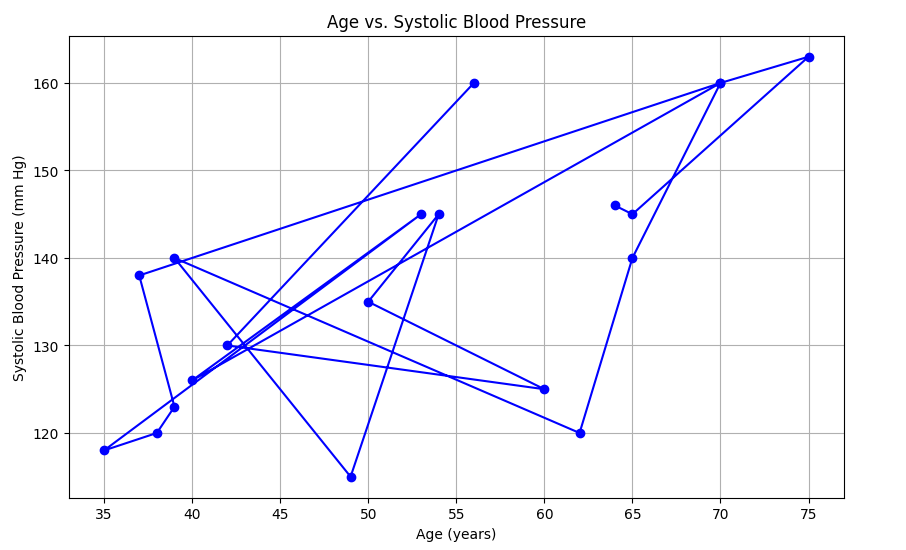 Age vs. Systolic Blood Pressure
Systolic Blood Pressure (mm Hg)
160
150
140
130
120
35 40 45 50 55 60 65 70 75
Age (years)